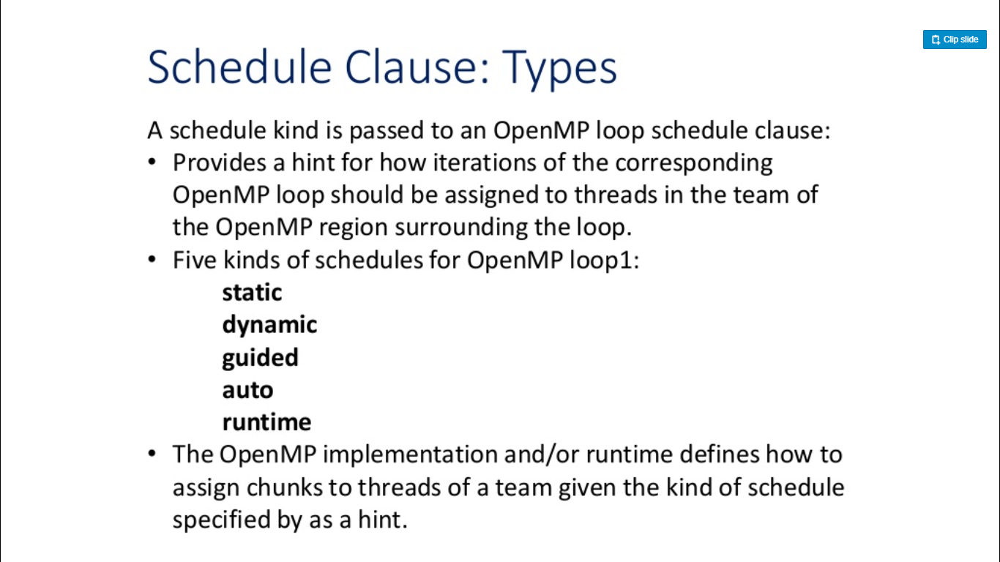 Clip slide
Schedule Clause: Types
A schedule kind is passed to an OpenMP loop schedule clause:
• Provides a hint for how iterations of the corresponding
OpenMP loop should be assigned to threads in the team of
the OpenMP region surrounding the loop.
• Five kinds of schedules for OpenMP loop1:
static
dynamic
guided
auto
runtime
• The OpenMP implementation and/or runtime defines how to
assign chunks to threads of a team given the kind of schedule
specified by as a hint.